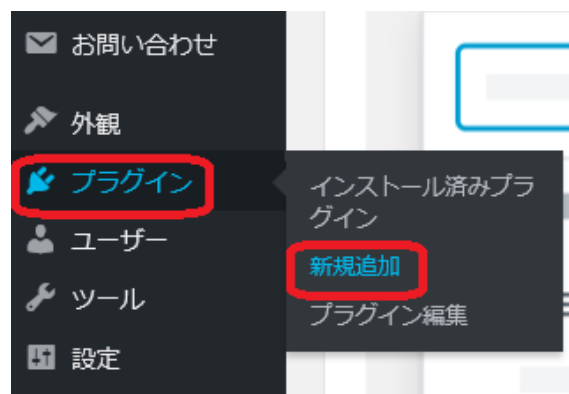 お問い合わせ
外観
プラグイン
インストール済みプラ
グイン
新規追加
プラグイン編集
ユーザー
ツール
設定